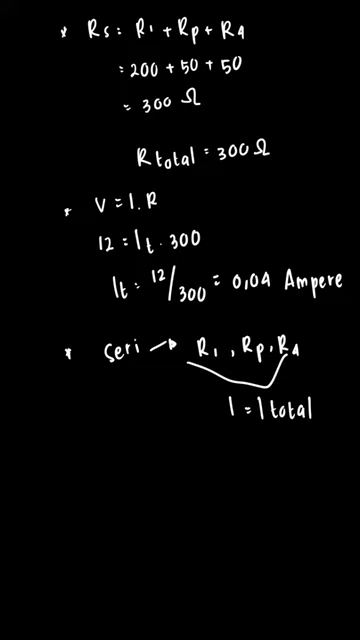 * Rs = R1 + Rp + R4
= 200 + 50 + 50
= 300 Ω
R total = 300 Ω
* V = I.R
12 = It . 300
It = 12/300 = 0,04 Ampere
* Seri → R1, Rp, R4
I = I total